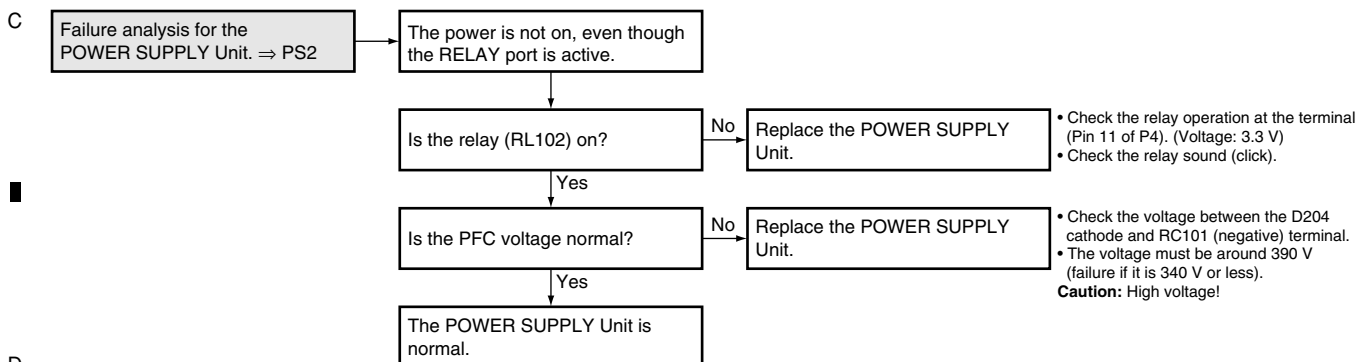 C
Failure analysis for the
POWER SUPPLY Unit. ⇒ PS2
The power is not on, even though
the RELAY port is active.
Is the relay (RL102) on?
No
Replace the POWER SUPPLY
Unit.
• Check the relay operation at the terminal
(Pin 11 of P4). (Voltage: 3.3 V)
• Check the relay sound (click).
Yes
Is the PFC voltage normal?
No
Replace the POWER SUPPLY
Unit.
• Check the voltage between the D204
cathode and RC101 (negative) terminal.
• The voltage must be around 390 V
(failure if it is 340 V or less).
Caution: High voltage!
Yes
The POWER SUPPLY Unit is
normal.
D